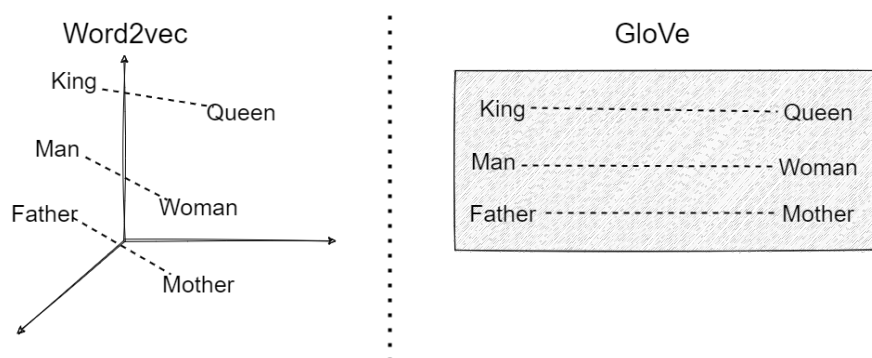 Word2vec
King
Queen
Man
Woman
Father
Mother
GloVe
King Queen
Man Woman
Father Mother